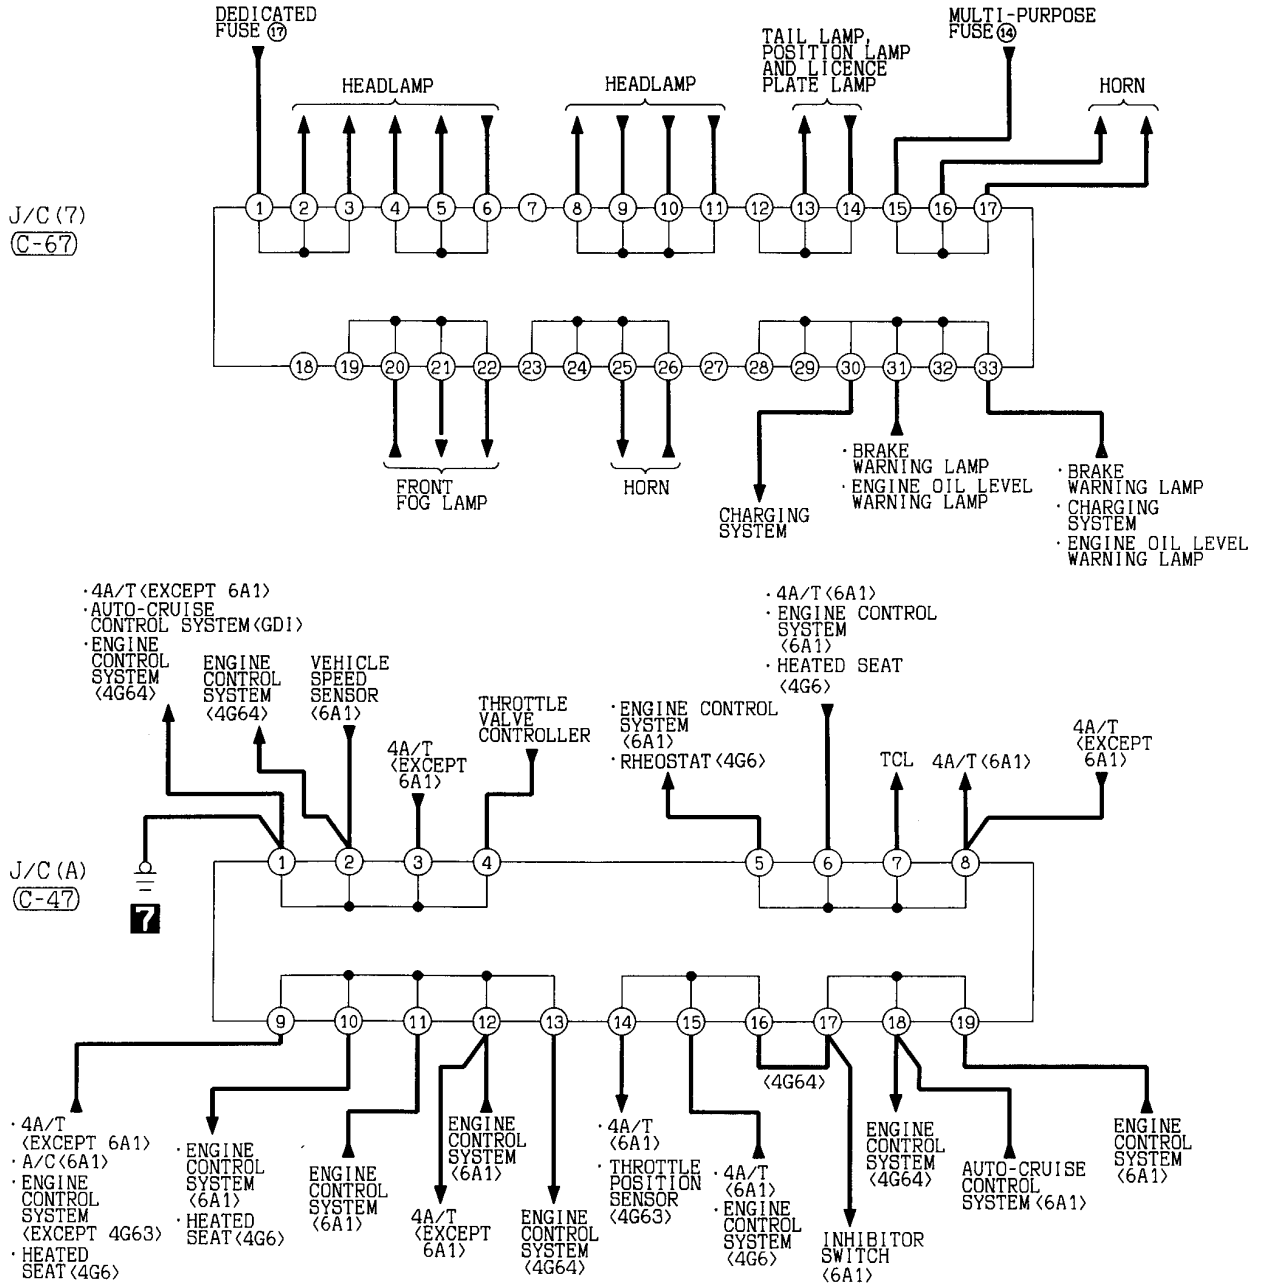 DEDICATED
FUSE ⑰
MULTI-PURPOSE
FUSE ⑭
HEADLAMP
HEADLAMP
TAIL LAMP,
POSITION LAMP
AND LICENCE
PLATE LAMP
HORN
J/C (7)
C-67
1 2 3 4 5 6 7 8 9 10 11 12 13 14 15 16 17
18 19 20 21 22 23 24 25 26 27 28 29 30 31 32 33
FRONT
FOG LAMP
HORN
CHARGING
SYSTEM
· BRAKE
WARNING LAMP
· ENGINE OIL LEVEL
WARNING LAMP
· BRAKE
WARNING LAMP
· CHARGING
SYSTEM
· ENGINE OIL LEVEL
WARNING LAMP
· 4A/T <EXCEPT 6A1>
· AUTO-CRUISE
CONTROL SYSTEM <GDI>
· ENGINE
CONTROL
SYSTEM
<4G64>
ENGINE
CONTROL
SYSTEM
<4G64>
VEHICLE
SPEED
SENSOR
<6A1>
4A/T
<EXCEPT
6A1>
THROTTLE
VALVE
CONTROLLER
· ENGINE CONTROL
SYSTEM
<6A1>
· RHEOSTAT <4G6>
· 4A/T <6A1>
· ENGINE CONTROL
SYSTEM
<6A1>
· HEATED SEAT
<4G6>
TCL
4A/T <6A1>
4A/T
<EXCEPT
6A1>
J/C (A)
C-47
7
1 2 3 4 5 6 7 8
9 10 11 12 13 14 15 16 17 18 19
· 4A/T
<EXCEPT 6A1>
· A/C <6A1>
· ENGINE
CONTROL
SYSTEM
<EXCEPT 4G63>
· HEATED
SEAT <4G6>
· ENGINE
CONTROL
SYSTEM
<6A1>
· HEATED
SEAT <4G6>
ENGINE
CONTROL
SYSTEM
<6A1>
4A/T
<EXCEPT
6A1>
ENGINE
CONTROL
SYSTEM
<6A1>
ENGINE
CONTROL
SYSTEM
<4G64>
· 4A/T
<6A1>
· THROTTLE
POSITION
SENSOR
<4G63>
· 4A/T
<6A1>
· ENGINE
CONTROL
SYSTEM
<4G6>
<4G64>
INHIBITOR
SWITCH
<6A1>
ENGINE
CONTROL
SYSTEM
<4G64>
AUTO-CRUISE
CONTROL
SYSTEM <6A1>
ENGINE
CONTROL
SYSTEM
<6A1>